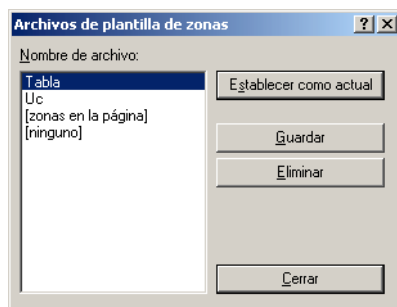 Archivos de plantilla de zonas
Nombre de archivo:
Tabla
Uc
[zonas en la página]
[ninguno]
Establecer como actual
Guardar
Eliminar
Cerrar